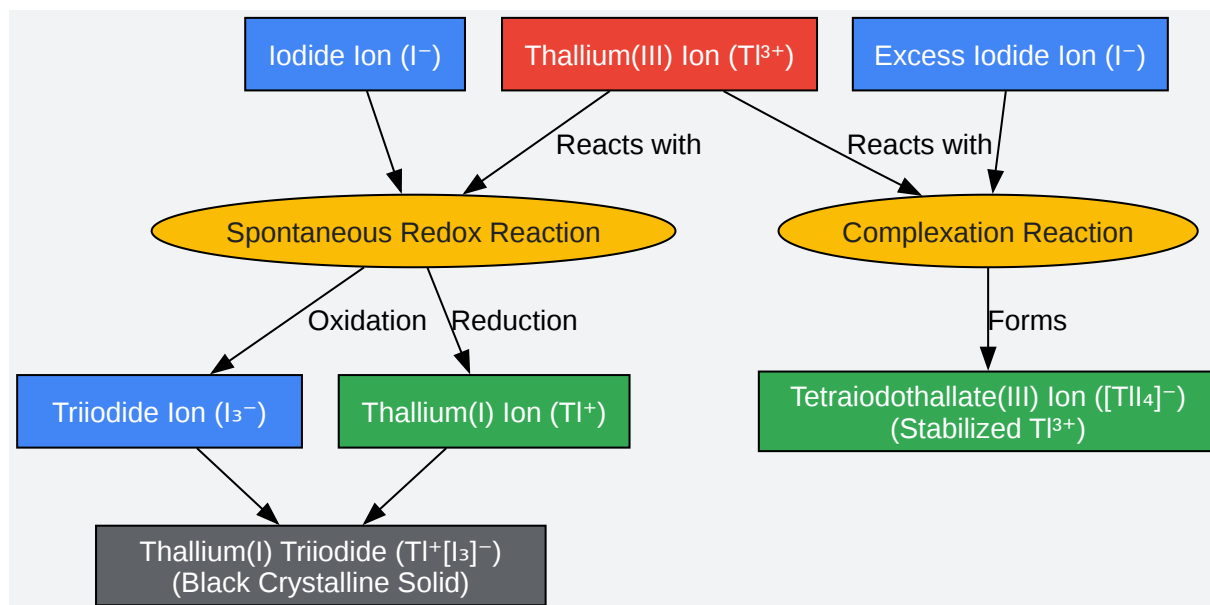 Iodide Ion (I⁻)
Thallium(III) Ion (Tl³⁺)
Excess Iodide Ion (I⁻)
Reacts with
Reacts with
Spontaneous Redox Reaction
Complexation Reaction
Oxidation
Reduction
Forms
Triiodide Ion (I₃⁻)
Thallium(I) Ion (Tl⁺)
Tetraiodothallate(III) Ion ([TlI₄]⁻)
(Stabilized Tl³⁺)
Thallium(I) Triiodide (Tl⁺[I₃]⁻)
(Black Crystalline Solid)